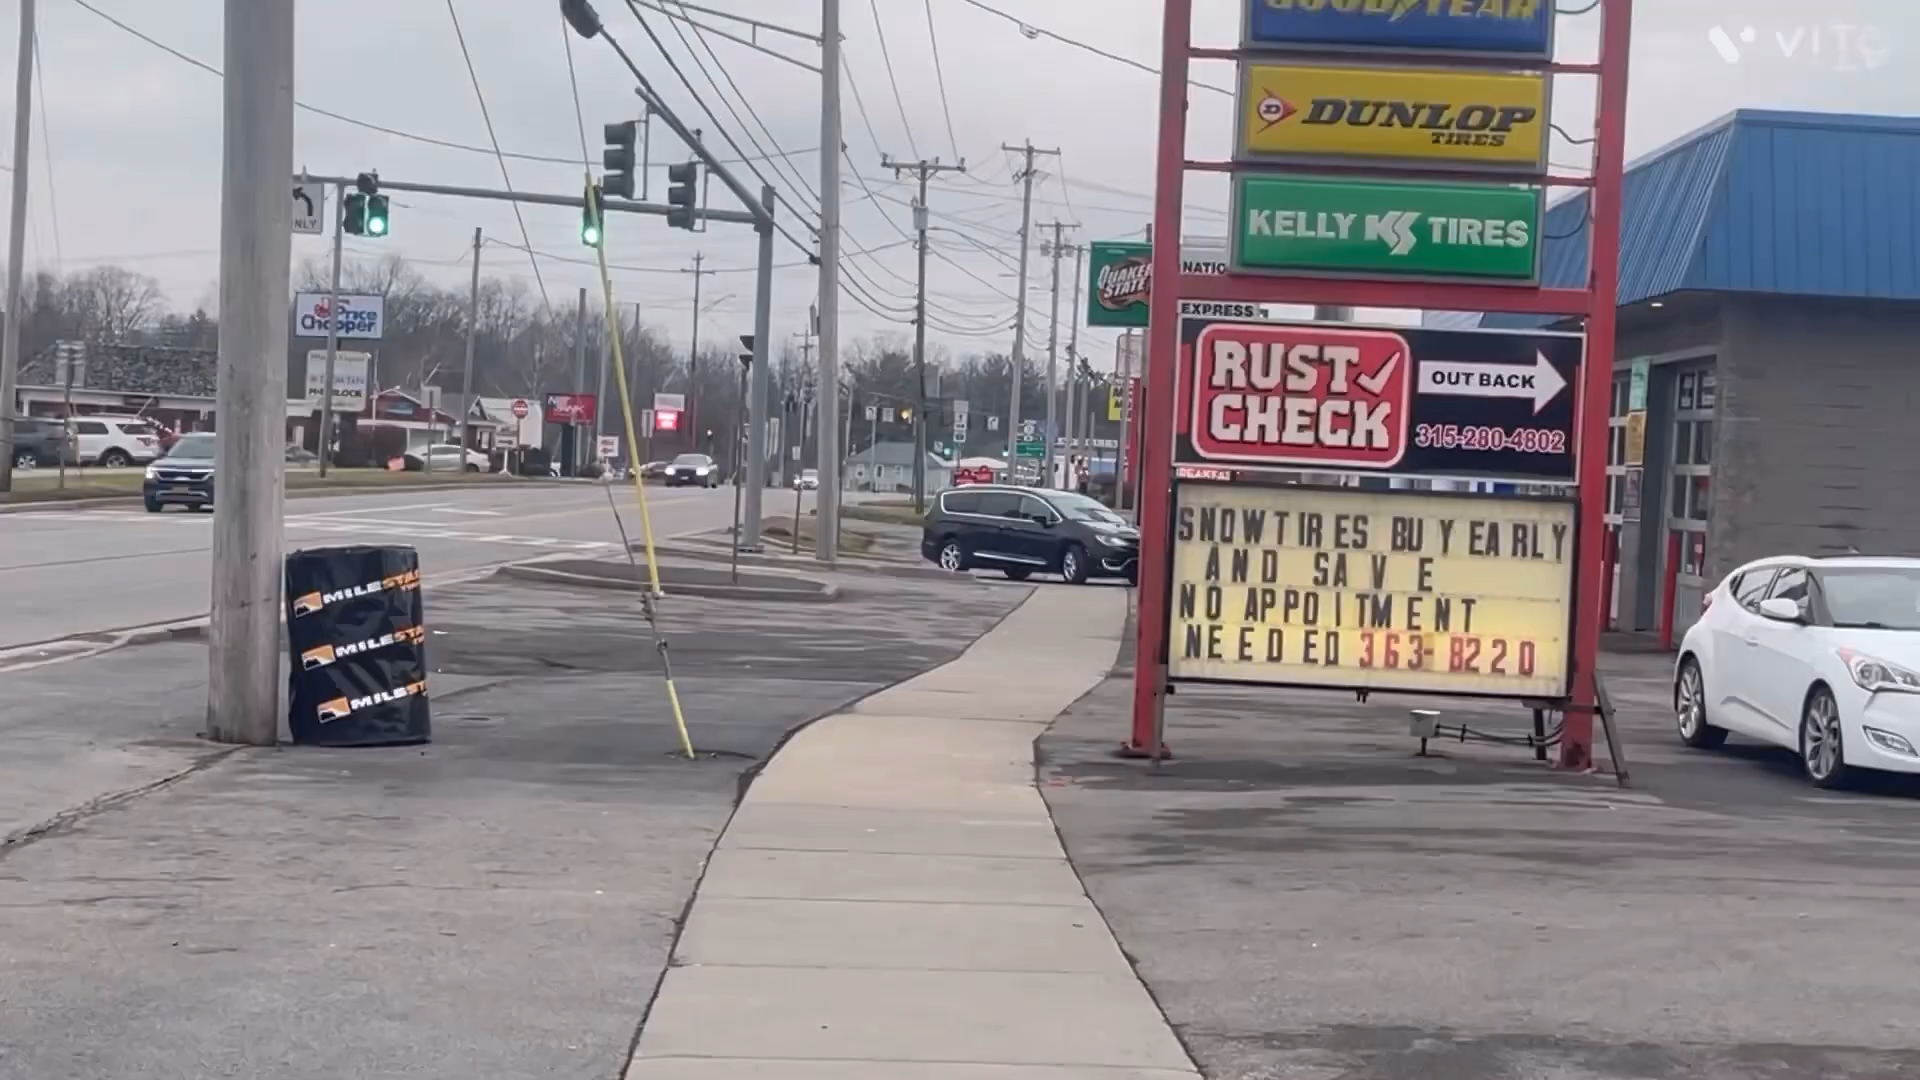 GOODYEAR
DUNLOP
TIRES
KELLY TIRES
QUAKER
STATE
EXPRESS
RUST
CHECK
OUT BACK
315-280-4802
BREAKFAST
SNOWTIRES BUY EARLY
AND SAVE
NO APPOITMENT
NEEDED 363-8220
ONLY
Price
Chopper
MILESTAR
MILESTAR
MILESTAR